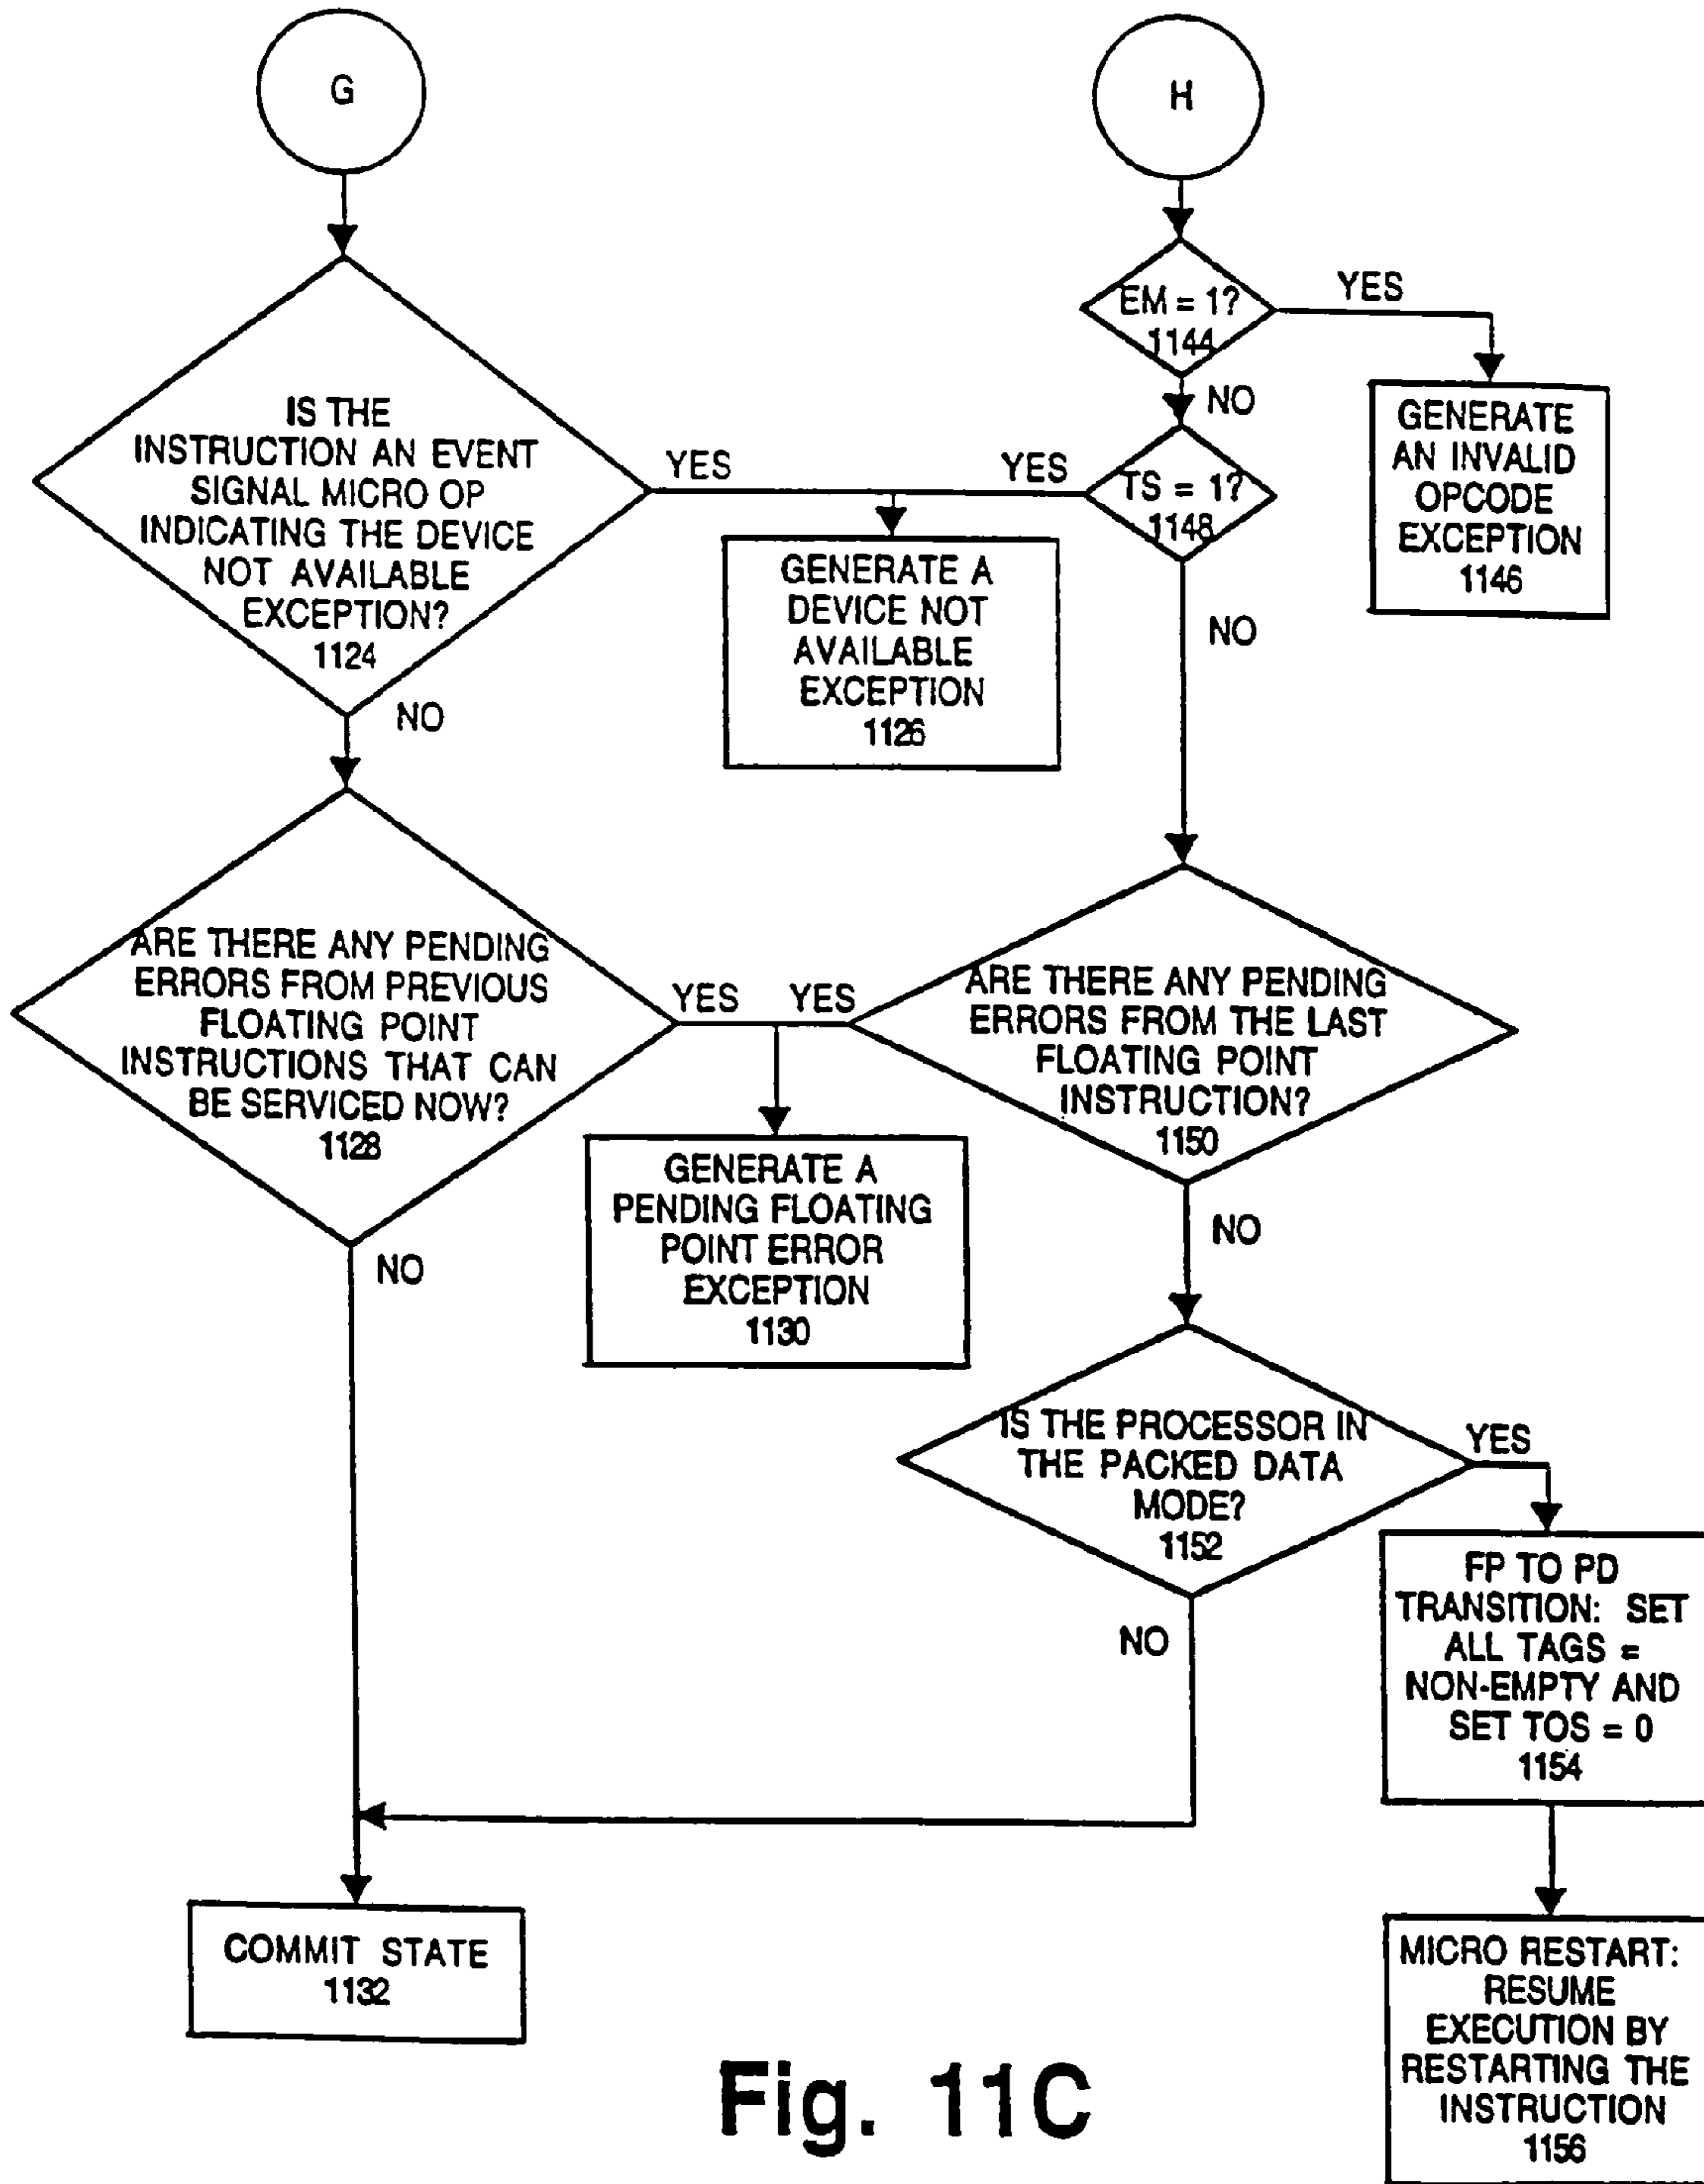 G
H
EM = 1?
1144
YES
NO
GENERATE
AN INVALID
OPCODE
EXCEPTION
1146
IS THE
INSTRUCTION AN EVENT
SIGNAL MICRO OP
INDICATING THE DEVICE
NOT AVAILABLE
EXCEPTION?
1124
YES
YES
TS = 1?
1148
GENERATE A
DEVICE NOT
AVAILABLE
EXCEPTION
1126
NO
NO
ARE THERE ANY PENDING
ERRORS FROM PREVIOUS
FLOATING POINT
INSTRUCTIONS THAT CAN
BE SERVICED NOW?
1128
YES
YES
ARE THERE ANY PENDING
ERRORS FROM THE LAST
FLOATING POINT
INSTRUCTION?
1150
GENERATE A
PENDING FLOATING
POINT ERROR
EXCEPTION
1130
NO
NO
IS THE PROCESSOR IN
THE PACKED DATA
MODE?
1152
YES
NO
FP TO PD
TRANSITION: SET
ALL TAGS =
NON-EMPTY AND
SET TOS = 0
1154
COMMIT STATE
1132
MICRO RESTART:
RESUME
EXECUTION BY
RESTARTING THE
INSTRUCTION
1156
Fig. 11C